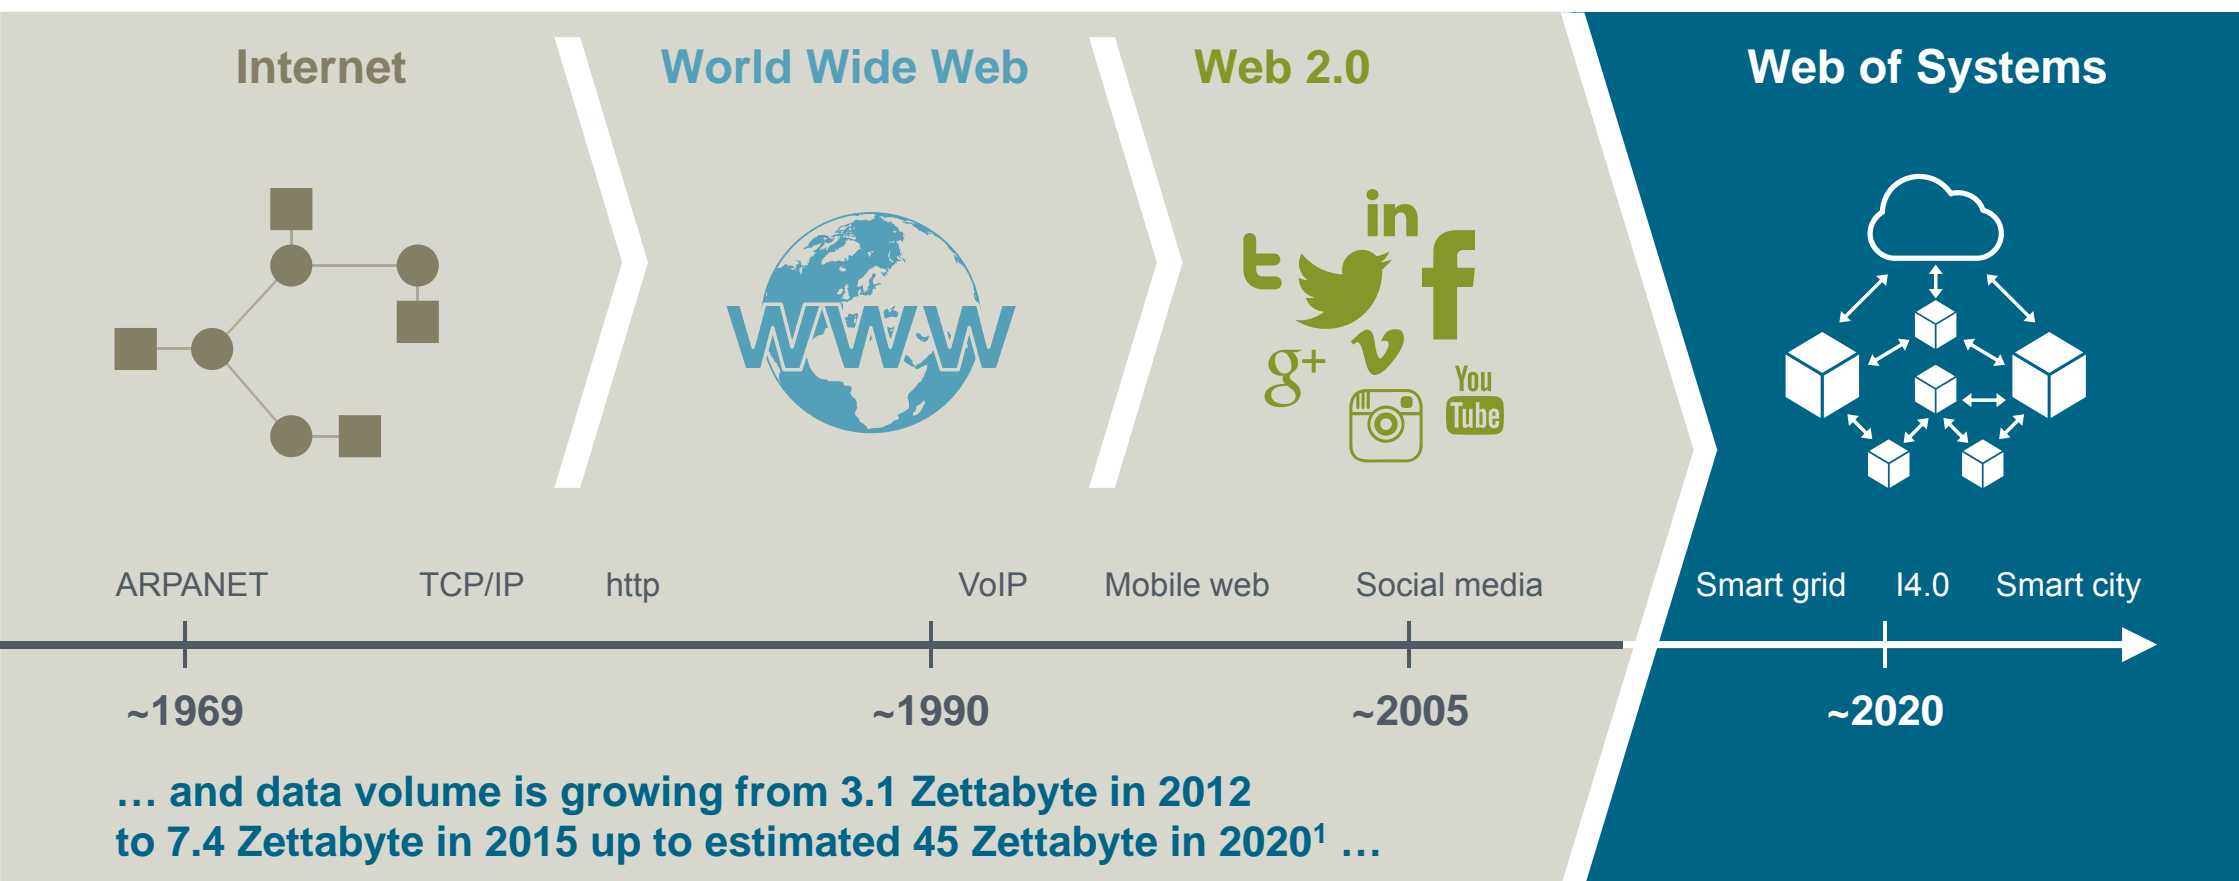 Internet
World Wide Web
Web 2.0
Web of Systems
WWW
in
t
f
g+
v
You
Tube
ARPANET
TCP/IP
http
VoIP
Mobile web
Social media
Smart grid
I4.0
Smart city
~1969
~1990
~2005
~2020
… and data volume is growing from 3.1 Zettabyte in 2012
to 7.4 Zettabyte in 2015 up to estimated 45 Zettabyte in 2020¹ …